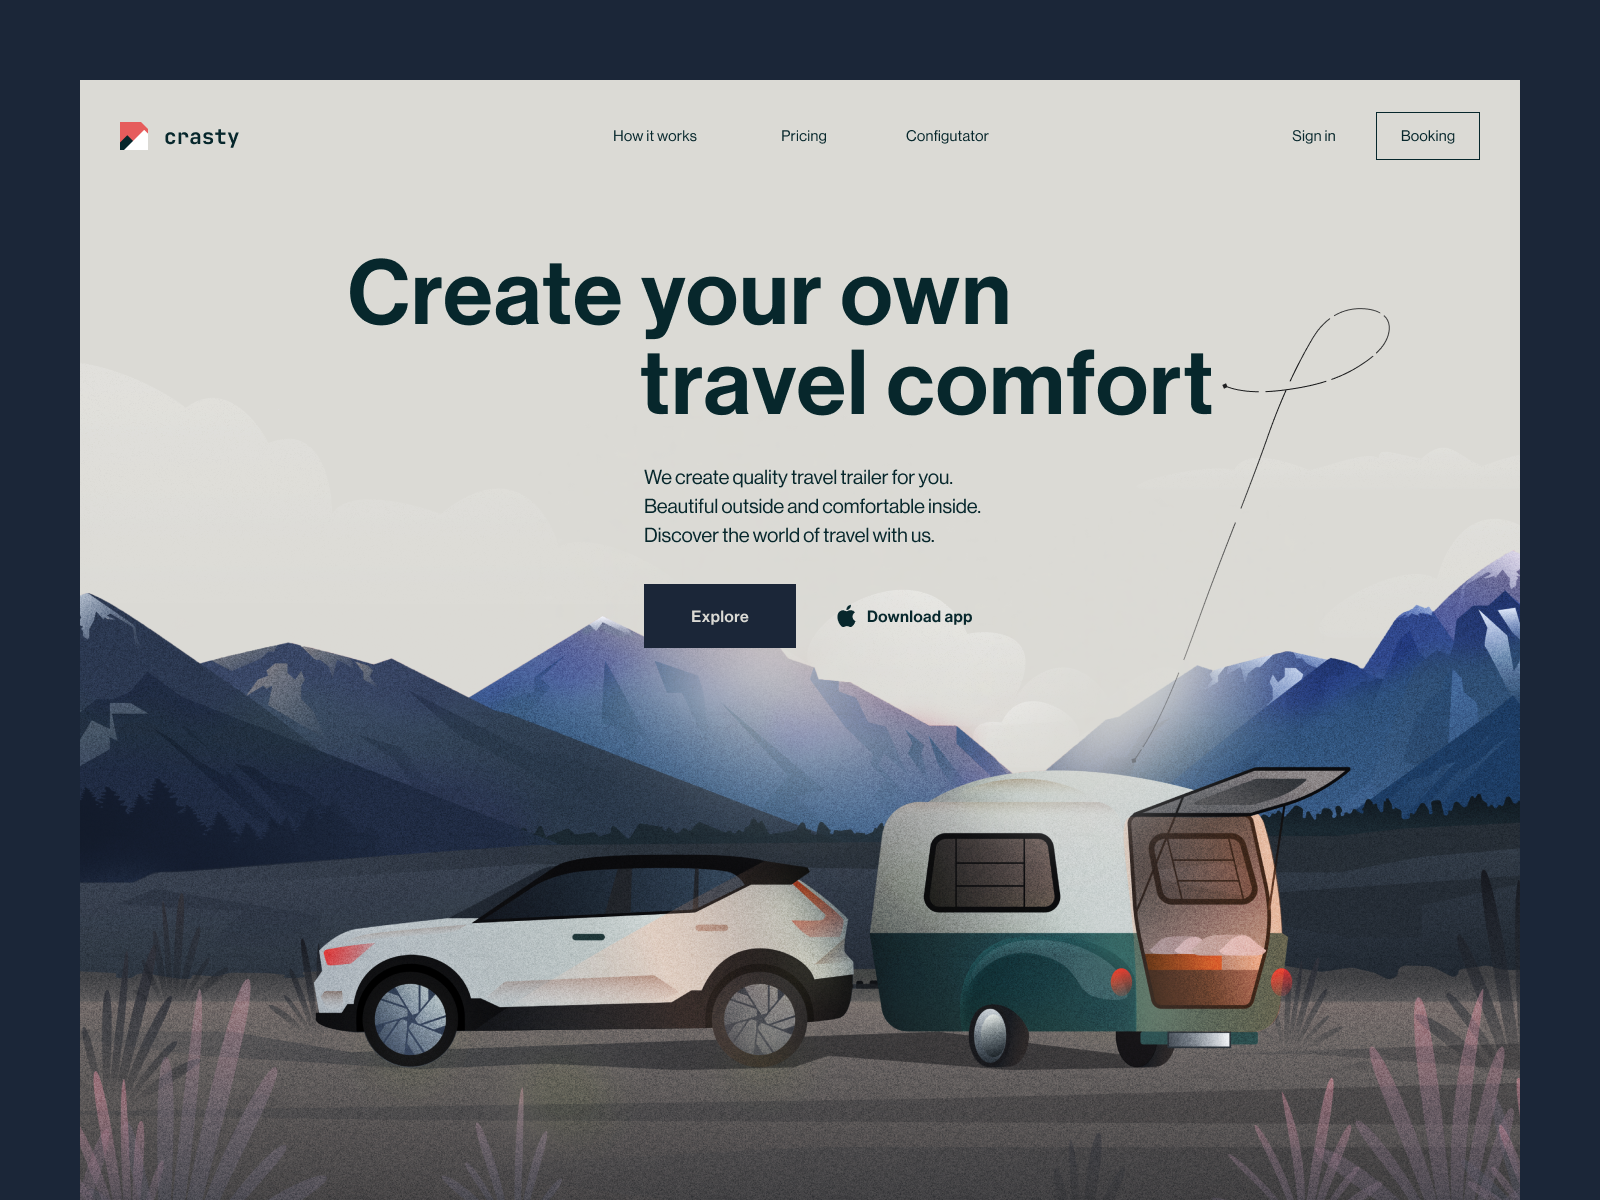 crasty
How it works
Pricing
Configutator
Sign in
Booking
Create your own
travel comfort
We create quality travel trailer for you.
Beautiful outside and comfortable inside.
Discover the world of travel with us.
Explore
Download app